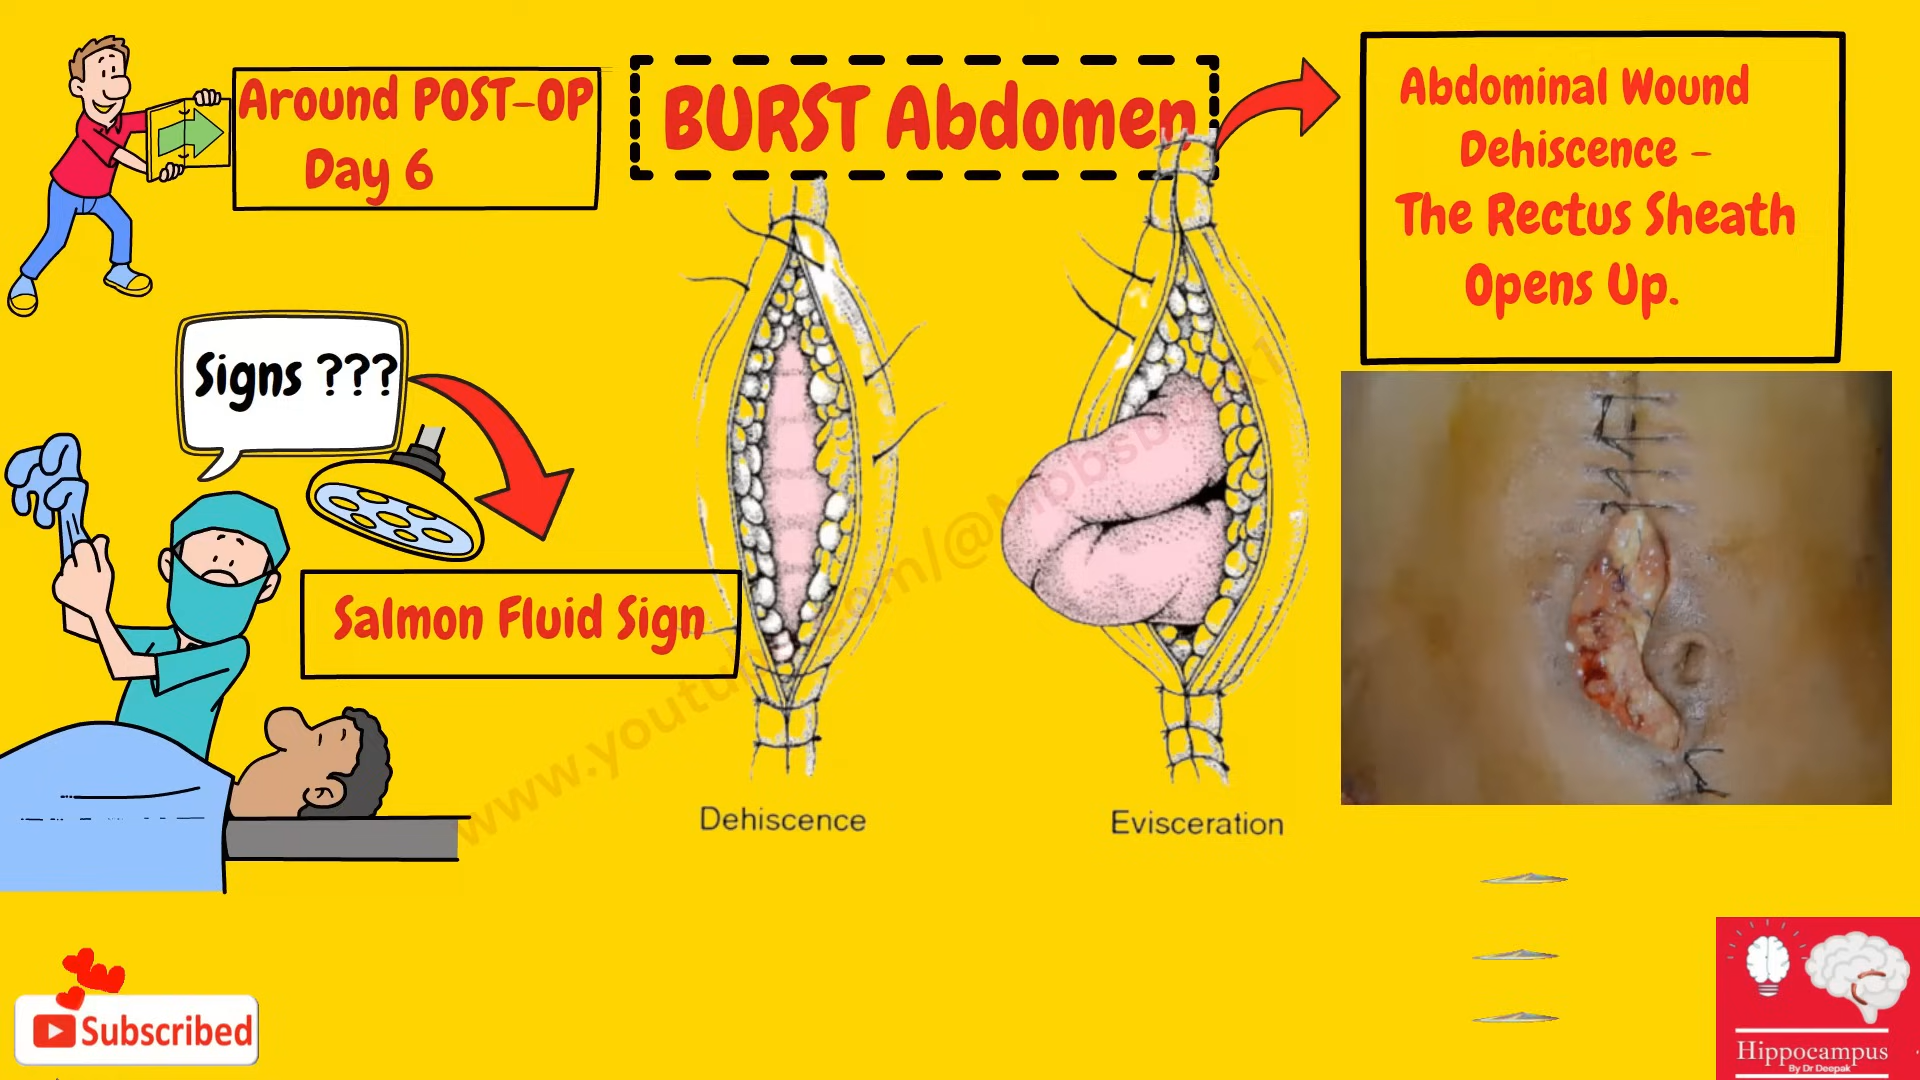 Around POST-OP
Day 6
BURST Abdomen
Abdominal Wound
Dehiscence -
The Rectus Sheath
Opens Up.
Signs ???
Salmon Fluid Sign
Dehiscence
Evisceration
Subscribed
Hippocampus
By Dr Deepak